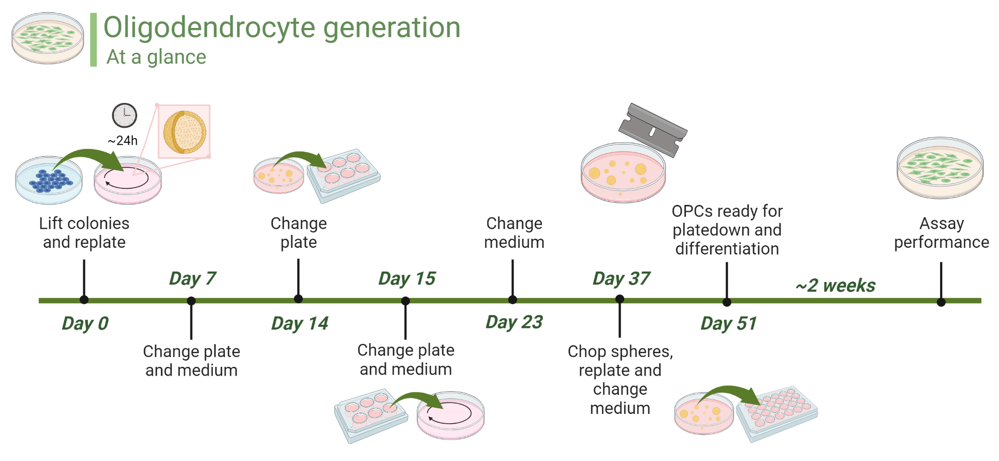 Oligodendrocyte generation
At a glance
~24h
Lift colonies
and replate
Day 0
Day 7
Change plate
and medium
Change
plate
Day 14
Day 15
Change plate
and medium
Change
medium
Day 23
Day 37
Chop spheres,
replate and
change
medium
OPCs ready for
platedown and
differentiation
Day 51
~2 weeks
Assay
performance